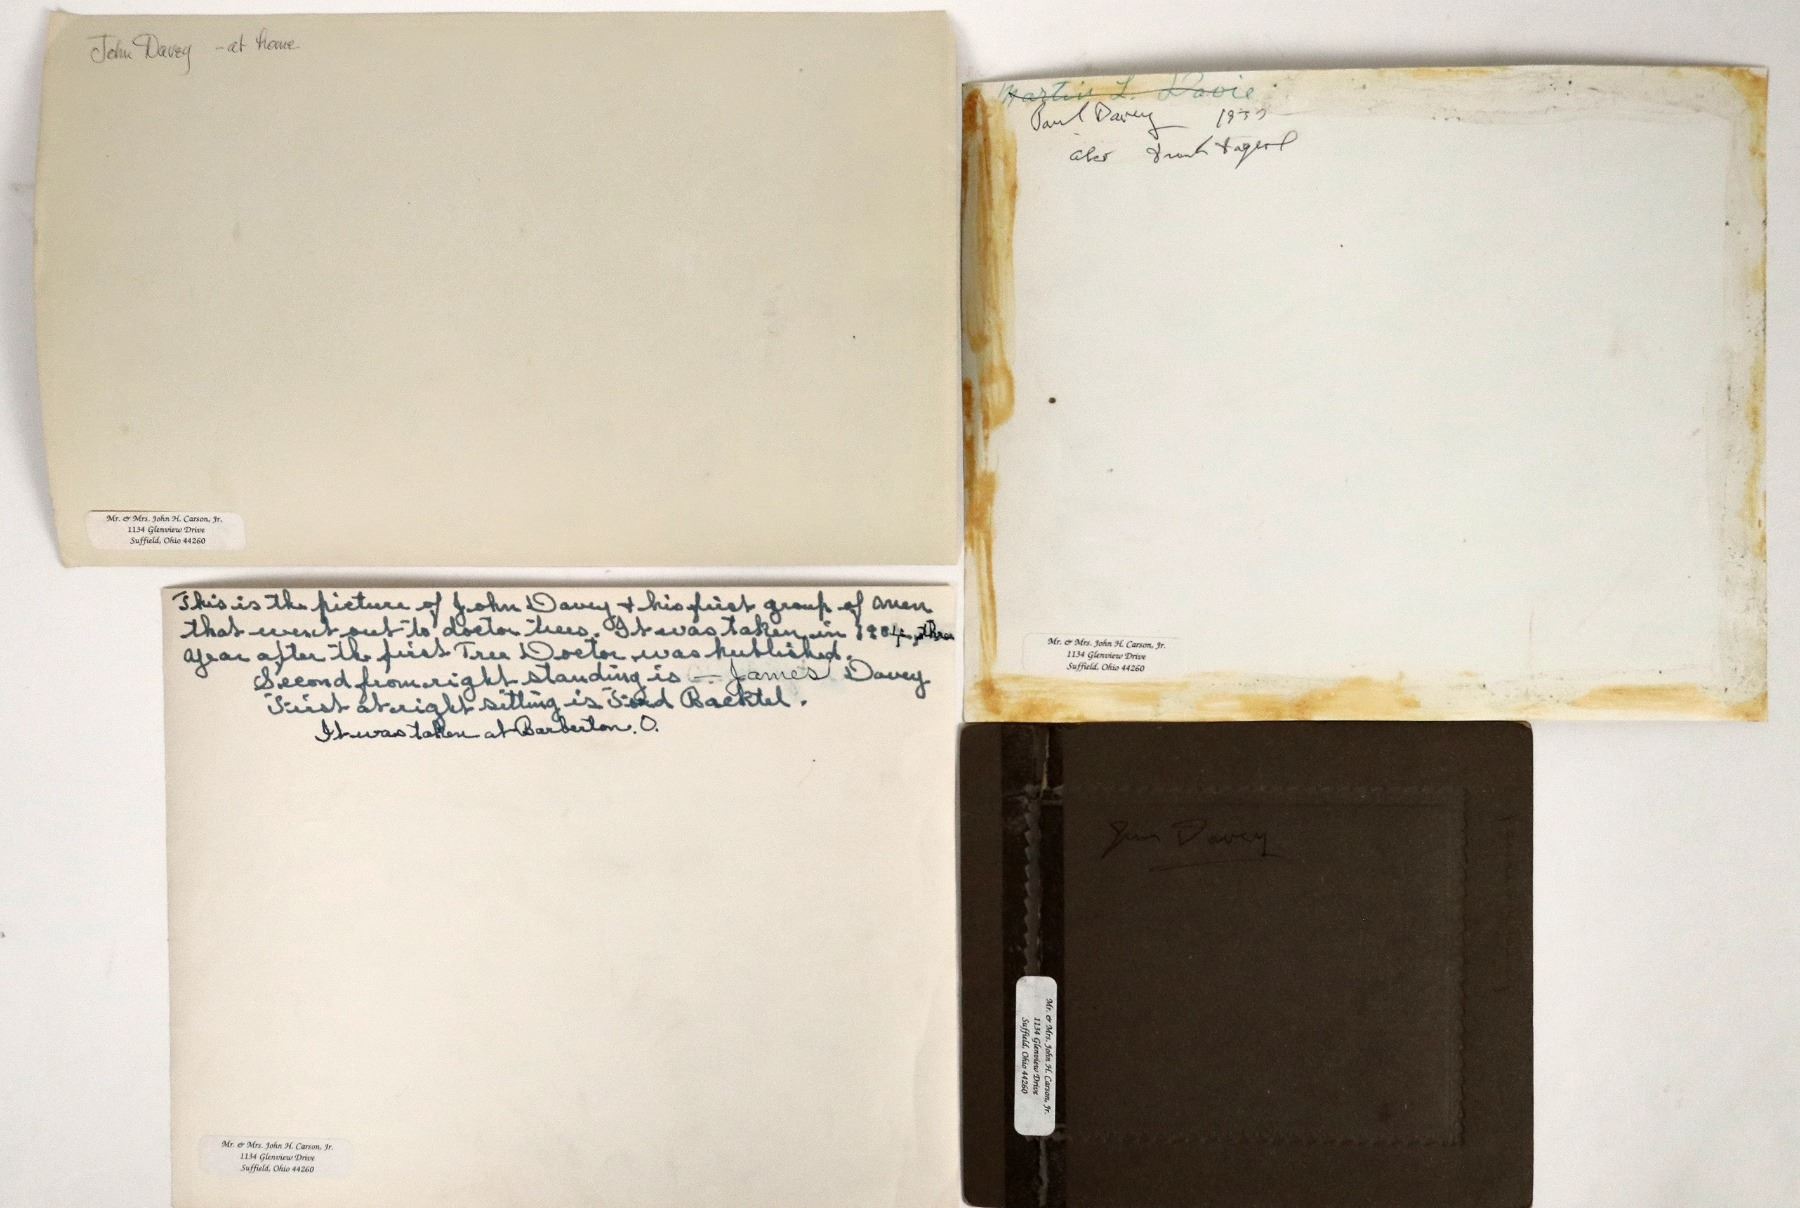 John Davey - at home
Mr. & Mrs. John H. Carson, Jr.
1134 Glenview Drive
Suffield, Ohio 44260
Martin L. Davie
Paul Davey
also
Mr. & Mrs. John H. Carson, Jr.
1134 Glenview Drive
Suffield, Ohio 44260
This is the picture of John Davey & his first group of men
that went out to doctor trees. It was taken in
year after the first Tree Doctor was published.
Second from right standing is - James Davey
First at right sitting is Backtel.
It was taken at Barberton. O.
Mr. & Mrs. John H. Carson, Jr.
1134 Glenview Drive
Suffield, Ohio 44260
Jim Davey
Mr. & Mrs. John H. Carson, Jr.
1134 Glenview Drive
Suffield, Ohio 44260